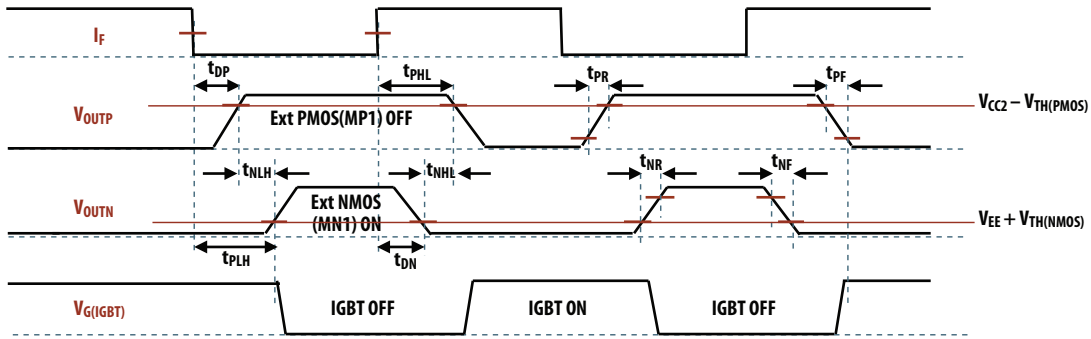 I_F
t_DP
t_PHL
t_PR
t_PF
V_OUTP
Ext PMOS(MP1) OFF
V_CC2 – V_TH(PMOS)
t_NLH
t_NHL
t_NR
t_NF
V_OUTN
Ext NMOS
(MN1) ON
V_EE + V_TH(NMOS)
t_PLH
t_DN
V_G(IGBT)
IGBT OFF
IGBT ON
IGBT OFF